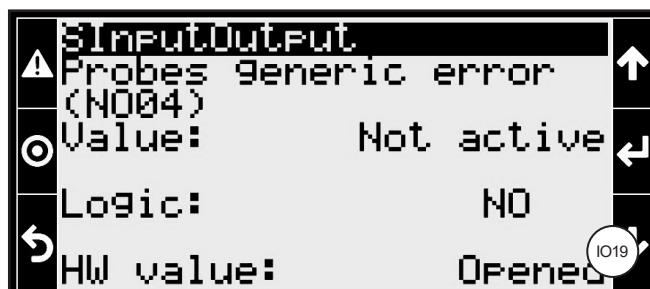 SInputOutput
Probes generic error
(NO04)
Value: Not active
Logic: NO
HW value: Opened
IO19